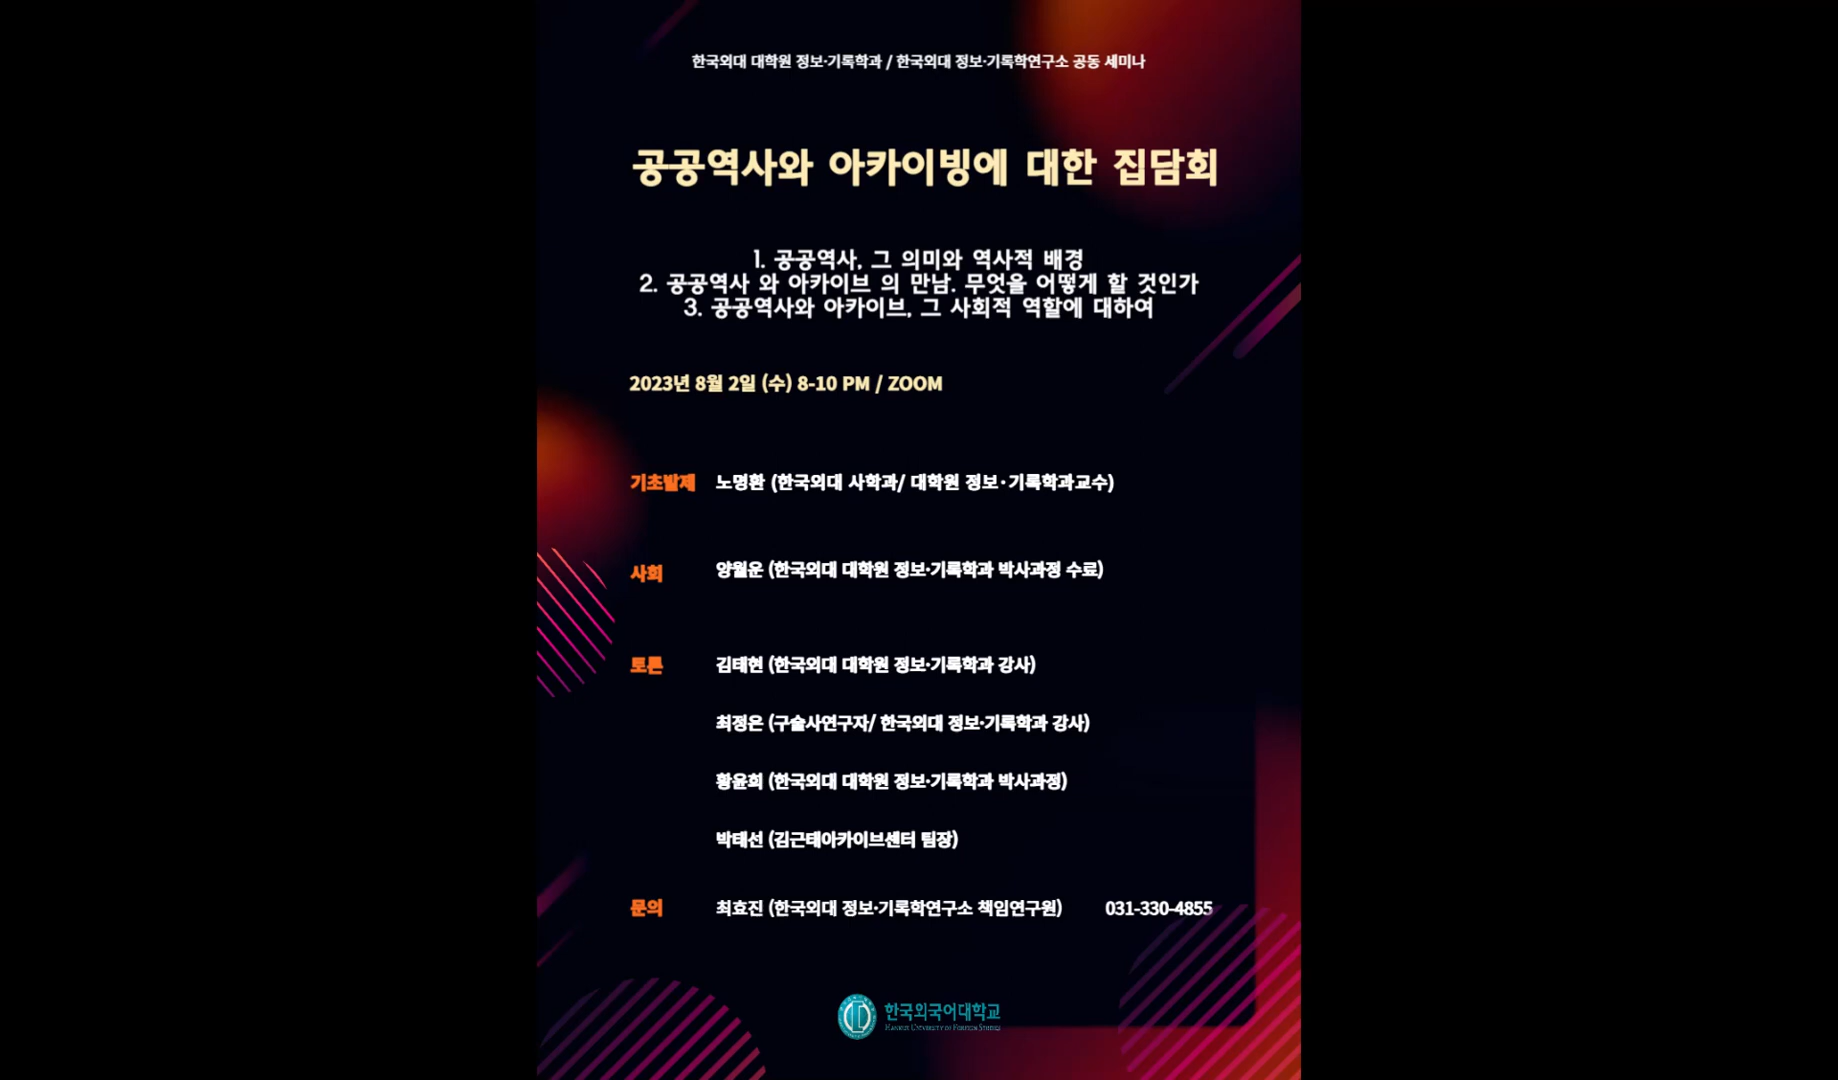 한국외대 대학원 정보·기록학과 / 한국외대 정보·기록학연구소 공동 세미나
공공역사와 아카이빙에 대한 집담회
1. 공공역사, 그 의미와 역사적 배경
2. 공공역사 와 아카이브 의 만남. 무엇을 어떻게 할 것인가
3. 공공역사와 아카이브, 그 사회적 역할에 대하여
2023년 8월 2일 (수) 8-10 PM / ZOOM
기초발제 노명환 (한국외대 사학과/ 대학원 정보·기록학과교수)
사회 양월운 (한국외대 대학원 정보·기록학과 박사과정 수료)
토론 김태현 (한국외대 대학원 정보·기록학과 강사)
최정은 (구술사연구자/ 한국외대 정보·기록학과 강사)
황윤희 (한국외대 대학원 정보·기록학과 박사과정)
박태선 (김근태아카이브센터 팀장)
문의 최효진 (한국외대 정보·기록학연구소 책임연구원) 031-330-4855
한국외국어대학교
HANKUK UNIVERSITY OF FOREIGN STUDIES